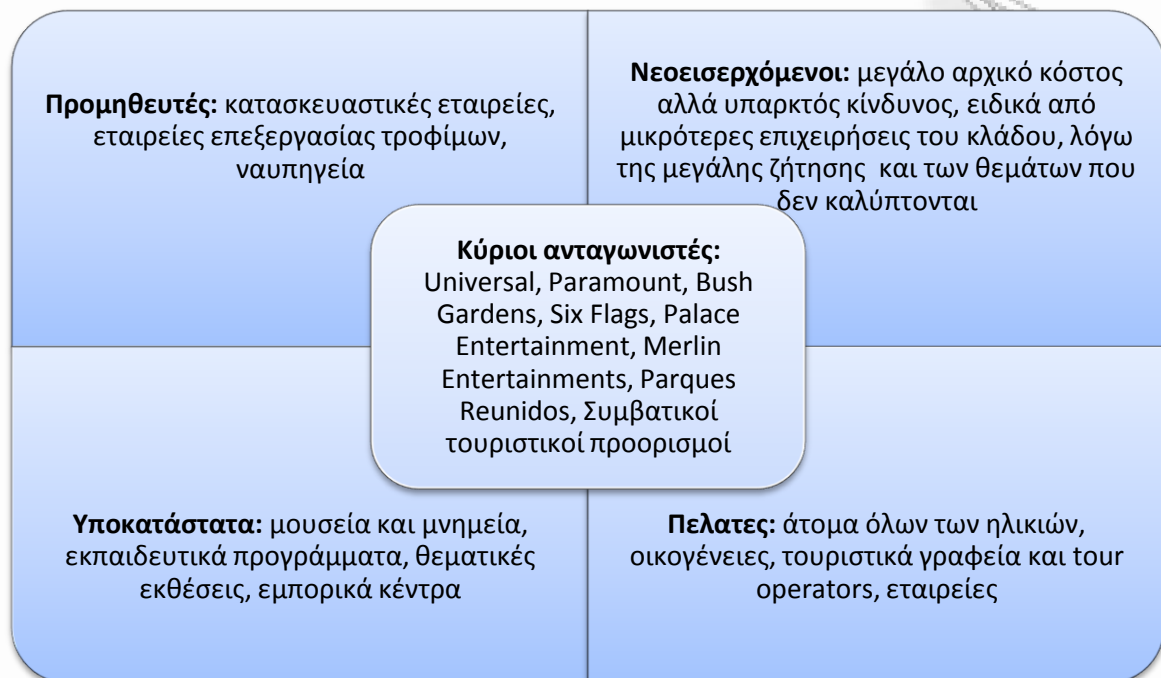 Προμηθευτές: κατασκευαστικές εταιρείες,
εταιρείες επεξεργασίας τροφίμων,
ναυπηγεία
Νεοεισερχόμενοι: μεγάλο αρχικό κόστος
αλλά υπαρκτός κίνδυνος, ειδικά από
μικρότερες επιχειρήσεις του κλάδου, λόγω
της μεγάλης ζήτησης και των θεμάτων που
δεν καλύπτονται
Κύριοι ανταγωνιστές:
Universal, Paramount, Bush
Gardens, Six Flags, Palace
Entertainment, Merlin
Entertainments, Parques
Reunidos, Συμβατικοί
τουριστικοί προορισμοί
Υποκατάστατα: μουσεία και μνημεία,
εκπαιδευτικά προγράμματα, θεματικές
εκθέσεις, εμπορικά κέντρα
Πελατες: άτομα όλων των ηλικιών,
οικογένειες, τουριστικά γραφεία και tour
operators, εταιρείες